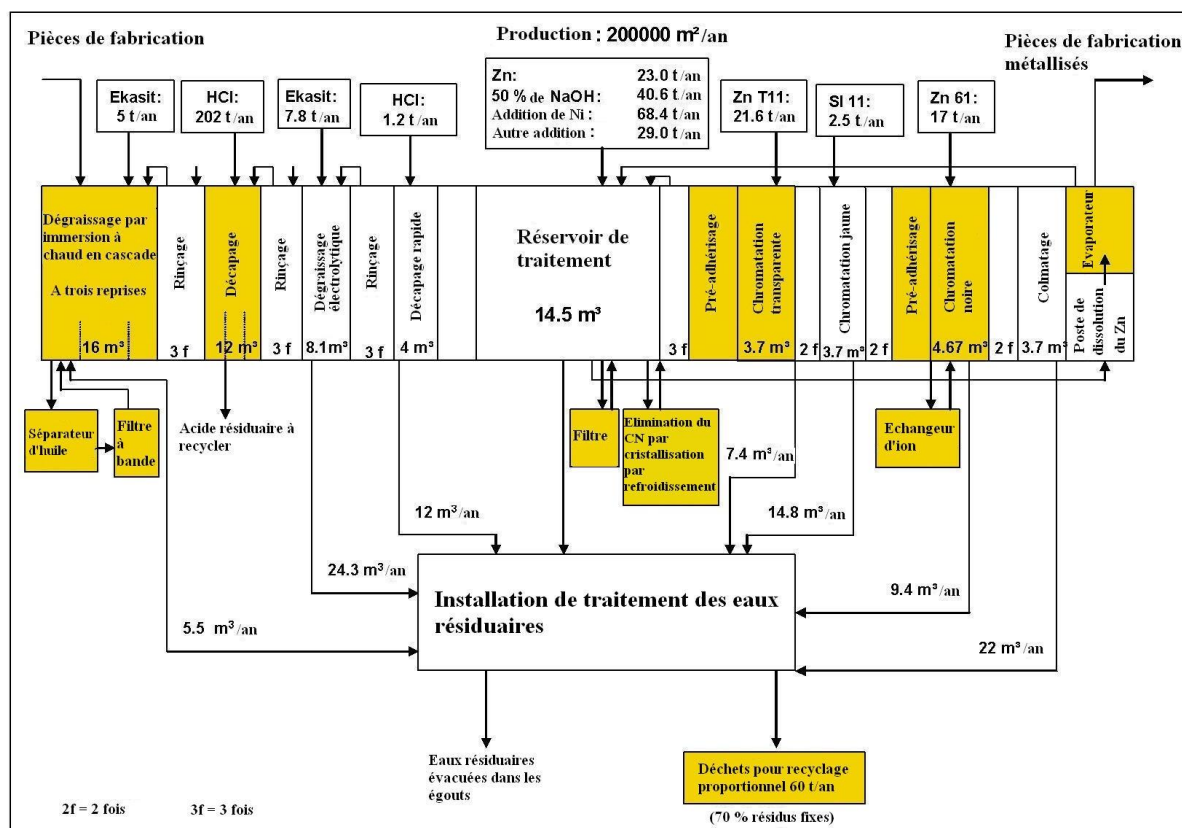 Pièces de fabrication
Production : 200000 m²/an
Pièces de fabrication
métallisés
Ekasit:
5 t/an
HCl:
202 t/an
Ekasit:
7.8 t/an
HCl:
1.2 t/an
Zn: 23.0 t/an
50 % de NaOH: 40.6 t/an
Addition de Ni : 68.4 t/an
Autre addition : 29.0 t/an
Zn T11:
21.6 t/an
Sl 11:
2.5 t/an
Zn 61:
17 t/an
Dégraissage par
immersion à
chaud en cascade
A trois reprises
16 m³
Rinçage
3 f
Décapage
12 m³
Rinçage
3 f
Dégraissage
électrolytique
8.1m³
Rinçage
3 f
Décapage rapide
4 m³
Réservoir de
traitement
14.5 m³
3 f
Pré-adhérisage
Chromatation
transparente
3.7 m³
2 f
Chromatation jaune
3.7 m³
2 f
Pré-adhérisage
Chromatation
noire
4.67 m³
2 f
Colmatage
3.7 m³
Evaporateur
Poste de
dissolution
du Zn
Séparateur
d'huile
Filtre
à
bande
Acide résiduaire à
recycler
Filtre
Elimination du
CN par
cristallisation
par
refroidissement
Echangeur
d'ion
7.4 m³/an
12 m³/an
14.8 m³/an
24.3 m³/an
9.4 m³/an
5.5 m³/an
22 m³/an
Installation de traitement des eaux
résiduaires
Eaux résiduaires
évacuées dans les
égouts
Déchets pour recyclage
proportionnel 60 t/an
(70 % résidus fixes)
2f = 2 fois
3f = 3 fois